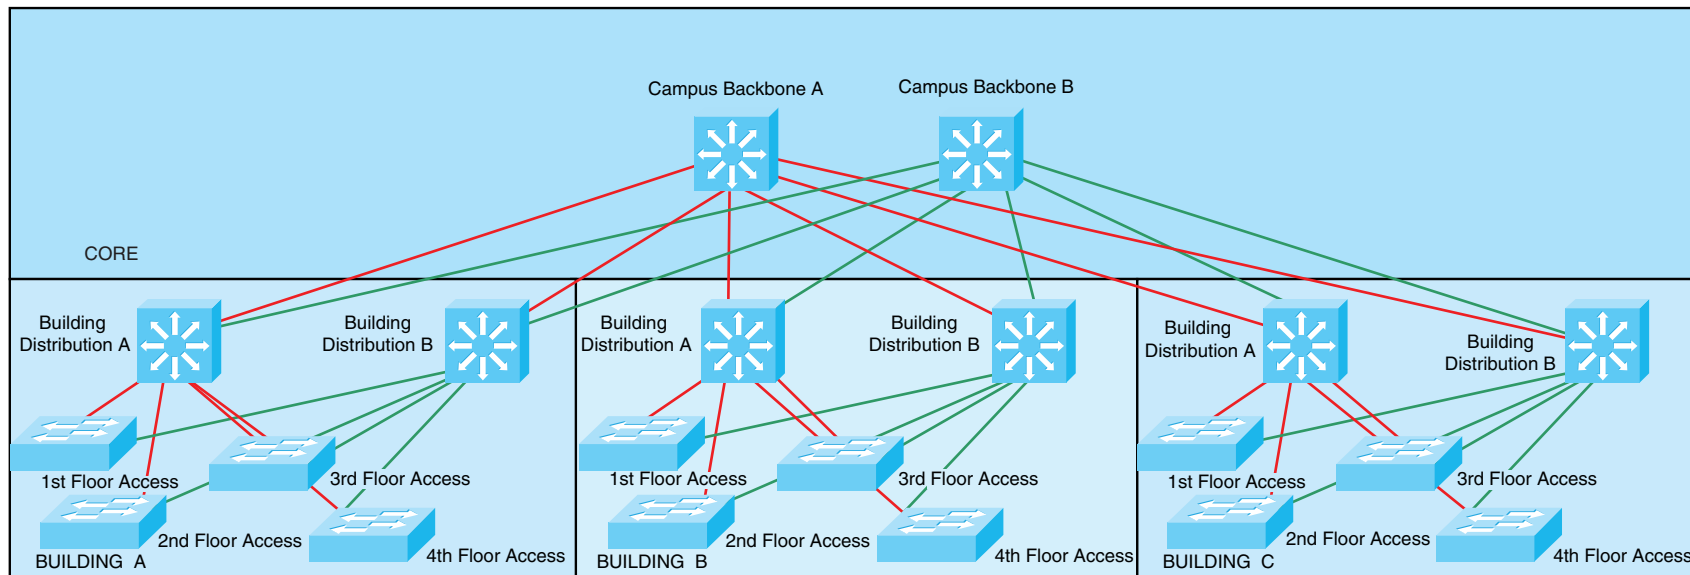 Campus Backbone A
Campus Backbone B
CORE
Building
Distribution A
Building
Distribution B
1st Floor Access
3rd Floor Access
2nd Floor Access
4th Floor Access
BUILDING A
Building
Distribution A
Building
Distribution B
1st Floor Access
3rd Floor Access
2nd Floor Access
4th Floor Access
BUILDING B
Building
Distribution A
Building
Distribution B
1st Floor Access
3rd Floor Access
2nd Floor Access
4th Floor Access
BUILDING C